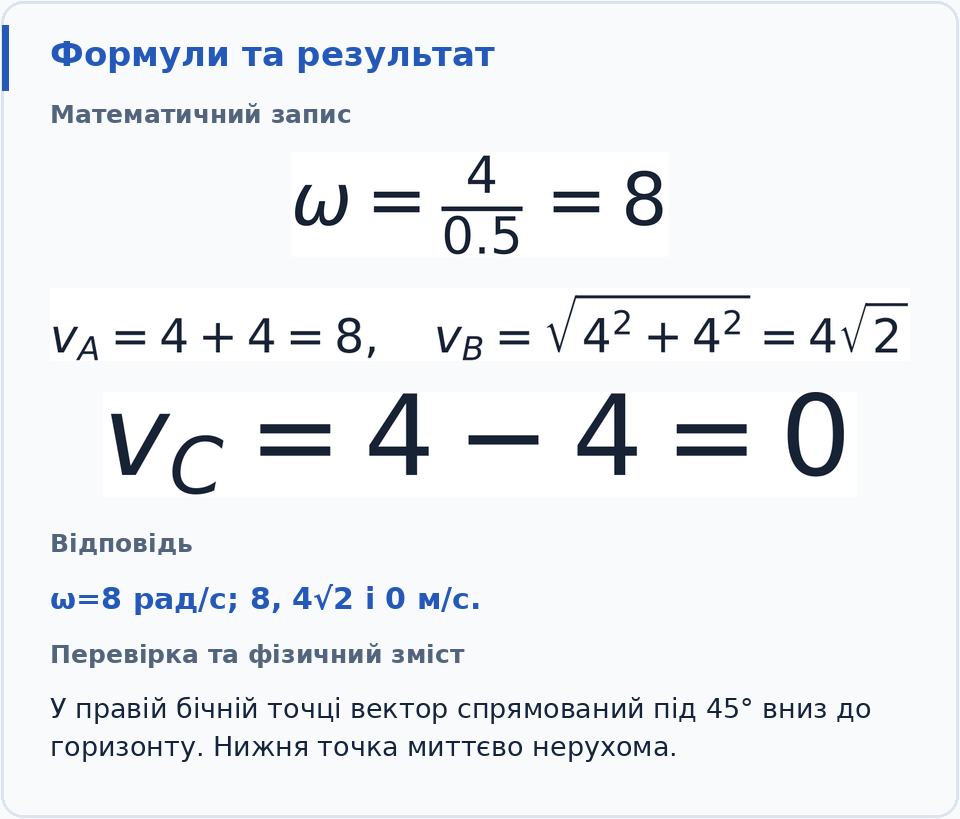 Формули та результат
Математичний запис
ω = 4/0.5 = 8
v_A = 4 + 4 = 8, v_B = √(4² + 4²) = 4√2
v_C = 4 − 4 = 0
Відповідь
ω=8 рад/с; 8, 4√2 і 0 м/с.
Перевірка та фізичний зміст
У правій бічній точці вектор спрямований під 45° вниз до
горизонту. Нижня точка миттєво нерухома.